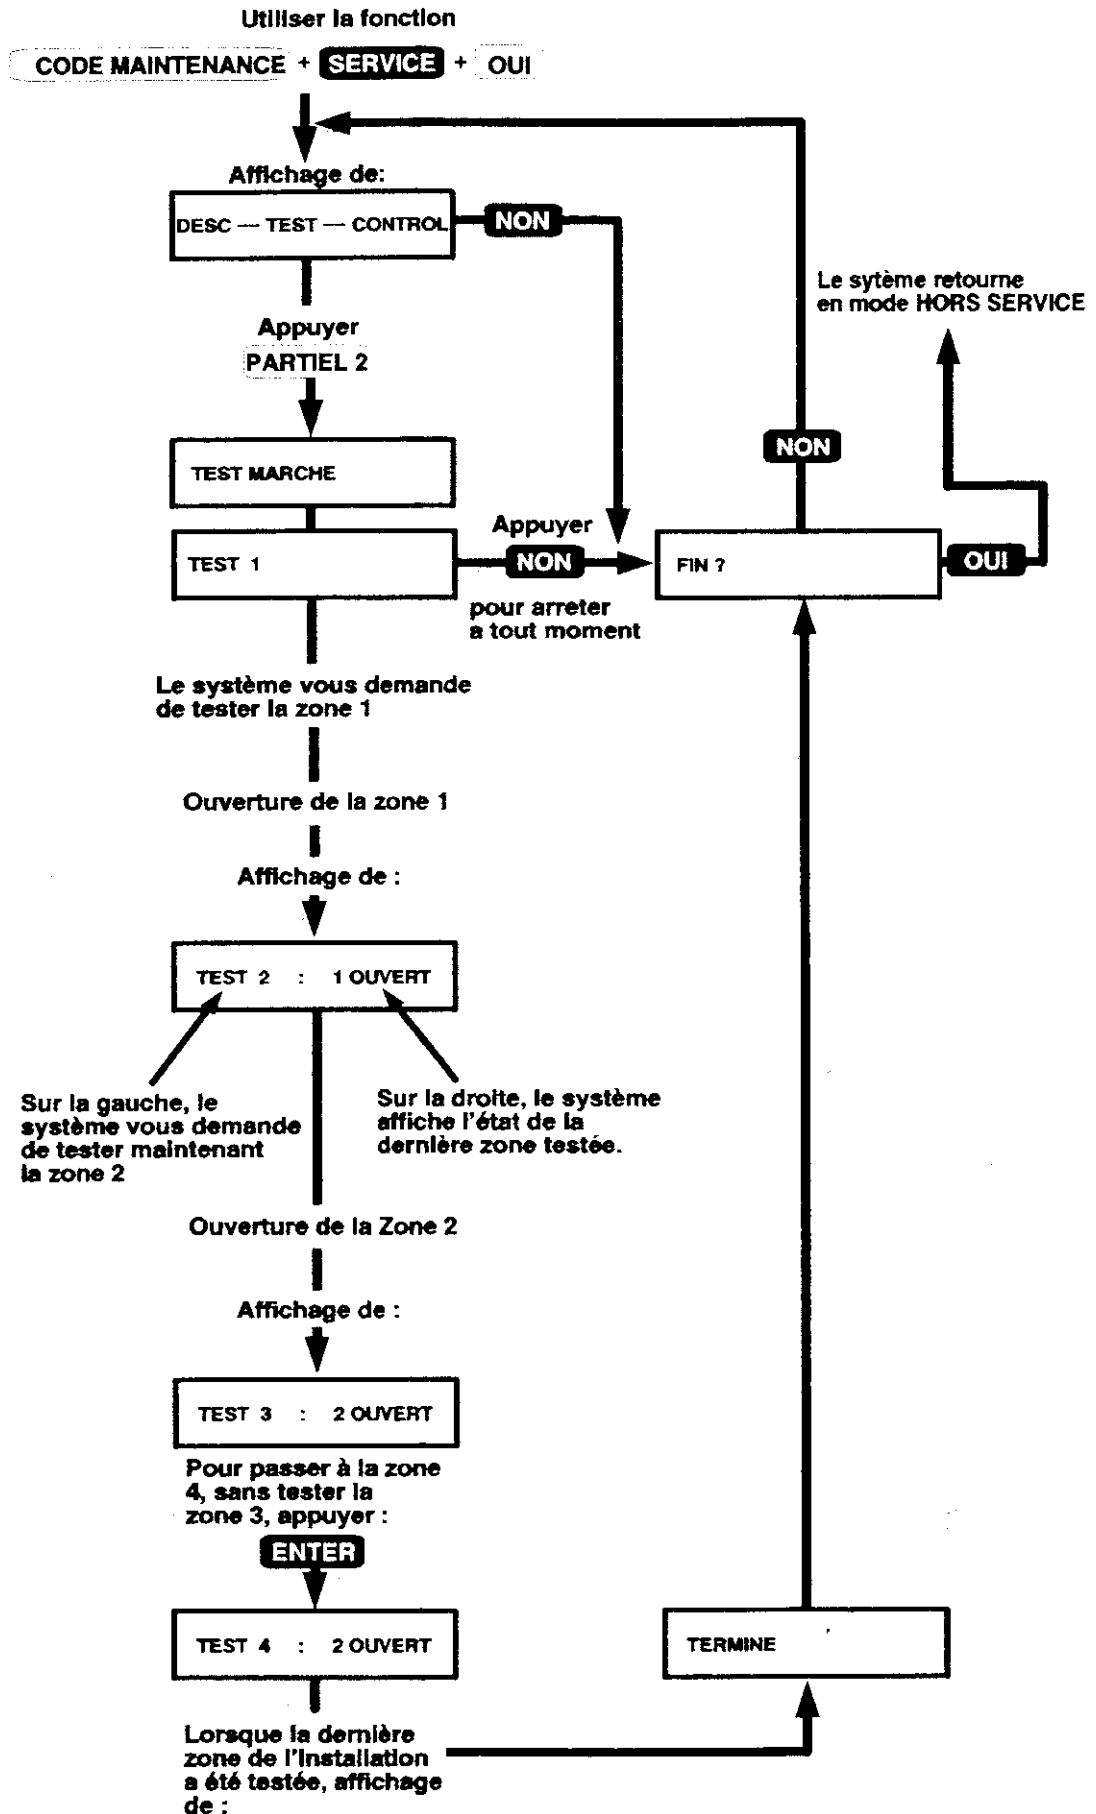 Utiliser la fonction
CODE MAINTENANCE + SERVICE + OUI
Affichage de:
DESC — TEST — CONTROL
NON
Le sytème retourne
en mode HORS SERVICE
Appuyer
PARTIEL 2
NON
TEST MARCHE
TEST 1
Appuyer
NON
pour arreter
a tout moment
FIN ?
OUI
Le système vous demande
de tester la zone 1
Ouverture de la zone 1
Affichage de :
TEST 2 : 1 OUVERT
Sur la gauche, le
système vous demande
de tester maintenant
la zone 2
Sur la droite, le système
affiche l'état de la
dernière zone testée.
Ouverture de la Zone 2
Affichage de :
TEST 3 : 2 OUVERT
Pour passer à la zone
4, sans tester la
zone 3, appuyer :
ENTER
TEST 4 : 2 OUVERT
TERMINE
Lorsque la dernière
zone de l'Installation
a été testée, affichage
de :